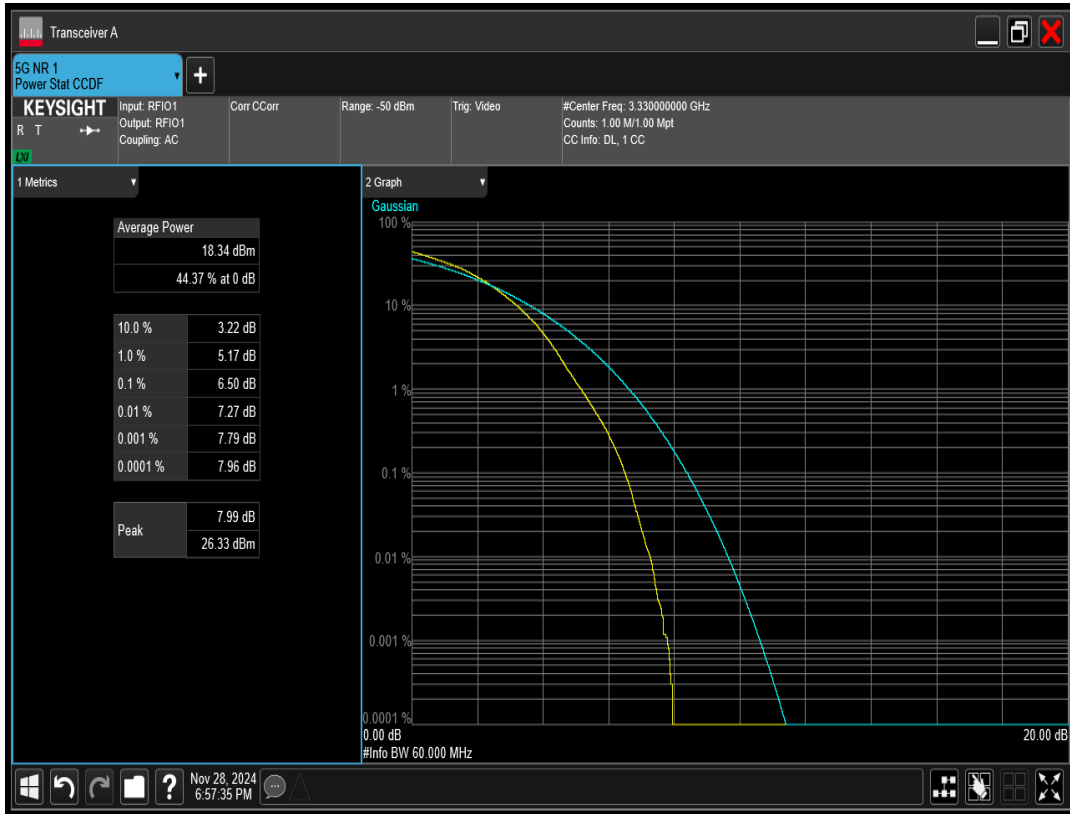 Transceiver A
5G NR 1
Power Stat CCDF
+
KEYSIGHT
R T
LXI
Input: RFIO1
Output: RFIO1
Coupling: AC
Corr CCorr
Range: -50 dBm
Trig: Video
#Center Freq: 3.330000000 GHz
Counts: 1.00 M/1.00 Mpt
CC Info: DL, 1 CC
1 Metrics
Average Power
18.34 dBm
44.37 % at 0 dB
10.0 % 3.22 dB
1.0 % 5.17 dB
0.1 % 6.50 dB
0.01 % 7.27 dB
0.001 % 7.79 dB
0.0001 % 7.96 dB
Peak
7.99 dB
26.33 dBm
2 Graph
Gaussian
100 %
10 %
1 %
0.1 %
0.01 %
0.001 %
0.0001 %
0.00 dB 20.00 dB
#Info BW 60.000 MHz
?
Nov 28, 2024
6:57:35 PM